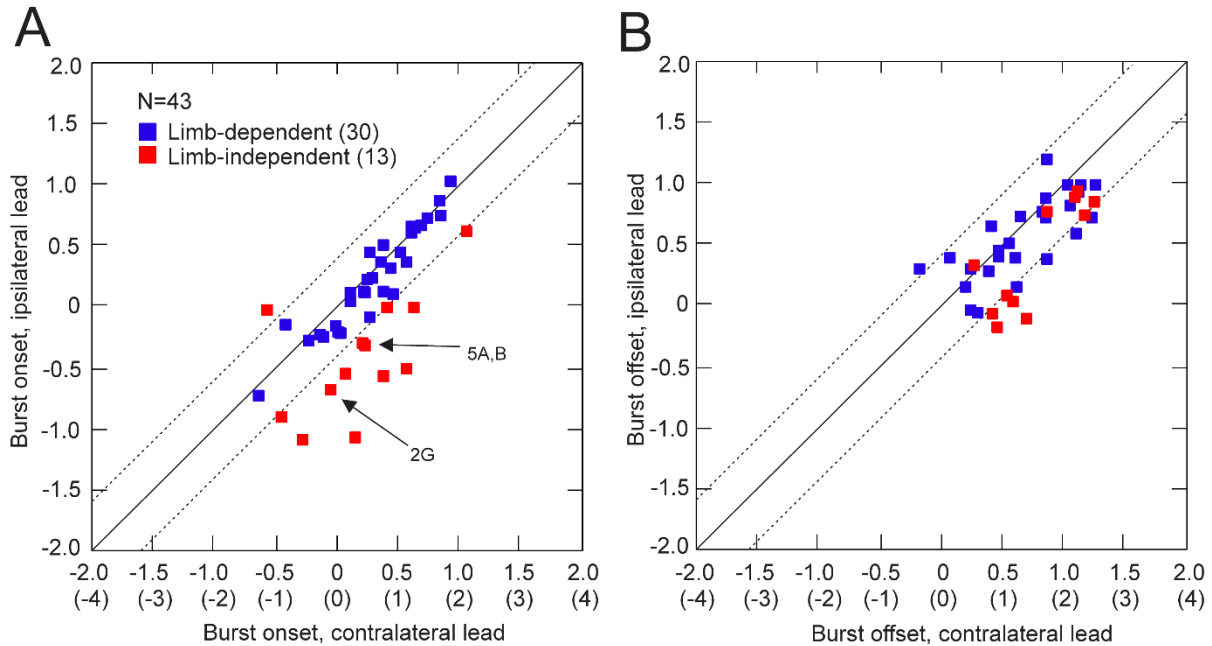 A
2.0
1.5
1.0
0.5
0
-0.5
-1.0
-1.5
-2.0
Burst onset, ipsilateral lead
N=43
Limb-dependent (30)
Limb-independent (13)
5A,B
2G
-2.0 -1.5 -1.0 -0.5 0 0.5 1.0 1.5 2.0
(-4) (-3) (-2) (-1) (0) (1) (2) (3) (4)
Burst onset, contralateral lead
B
2.0
1.5
1.0
0.5
0
-0.5
-1.0
-1.5
-2.0
Burst offset, ipsilateral lead
-2.0 -1.5 -1.0 -0.5 0 0.5 1.0 1.5 2.0
(-4) (-3) (-2) (-1) (0) (1) (2) (3) (4)
Burst offset, contralateral lead